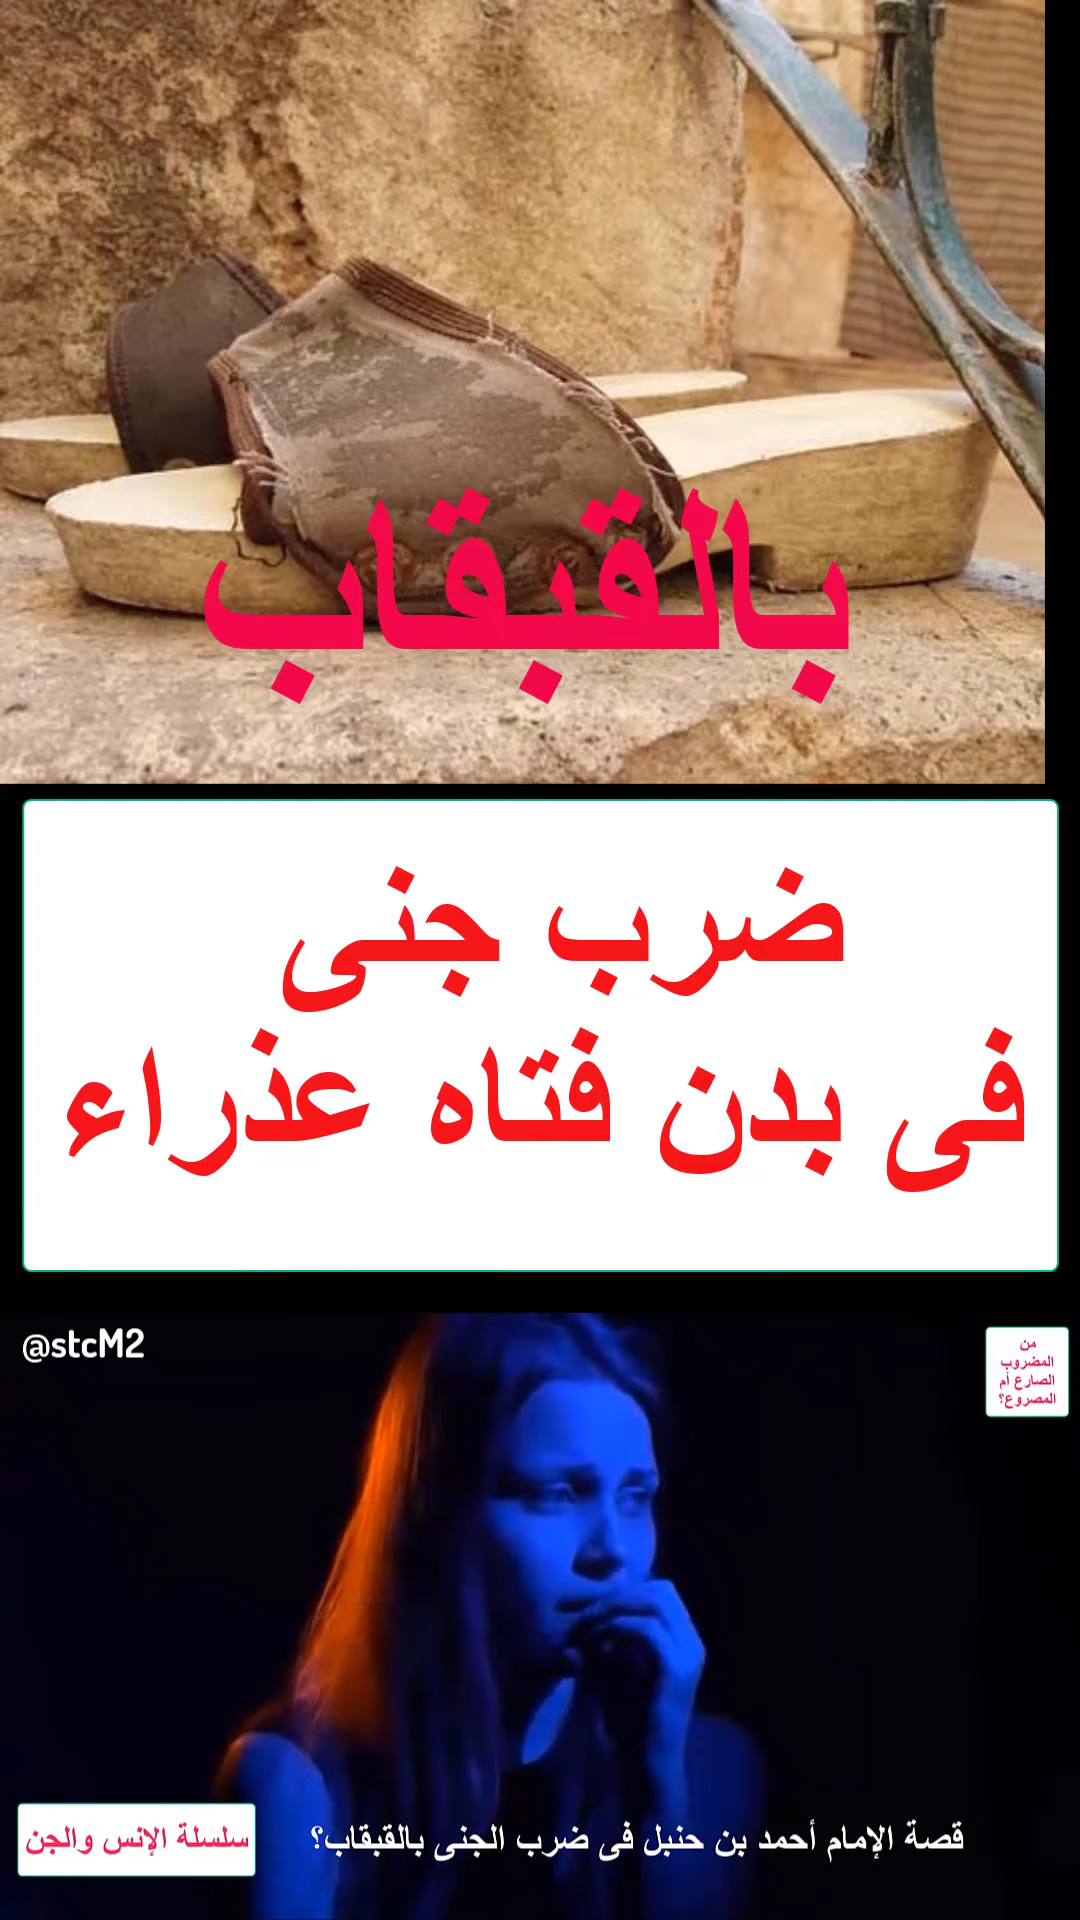 بالقبقاب
ضرب جنى
فى بدن فتاه عذراء
@stcM2
من
المضروب
الصارع أم
المصروع؟
سلسلة الإنس والجن
قصة الإمام أحمد بن حنبل فى ضرب الجنى بالقبقاب؟